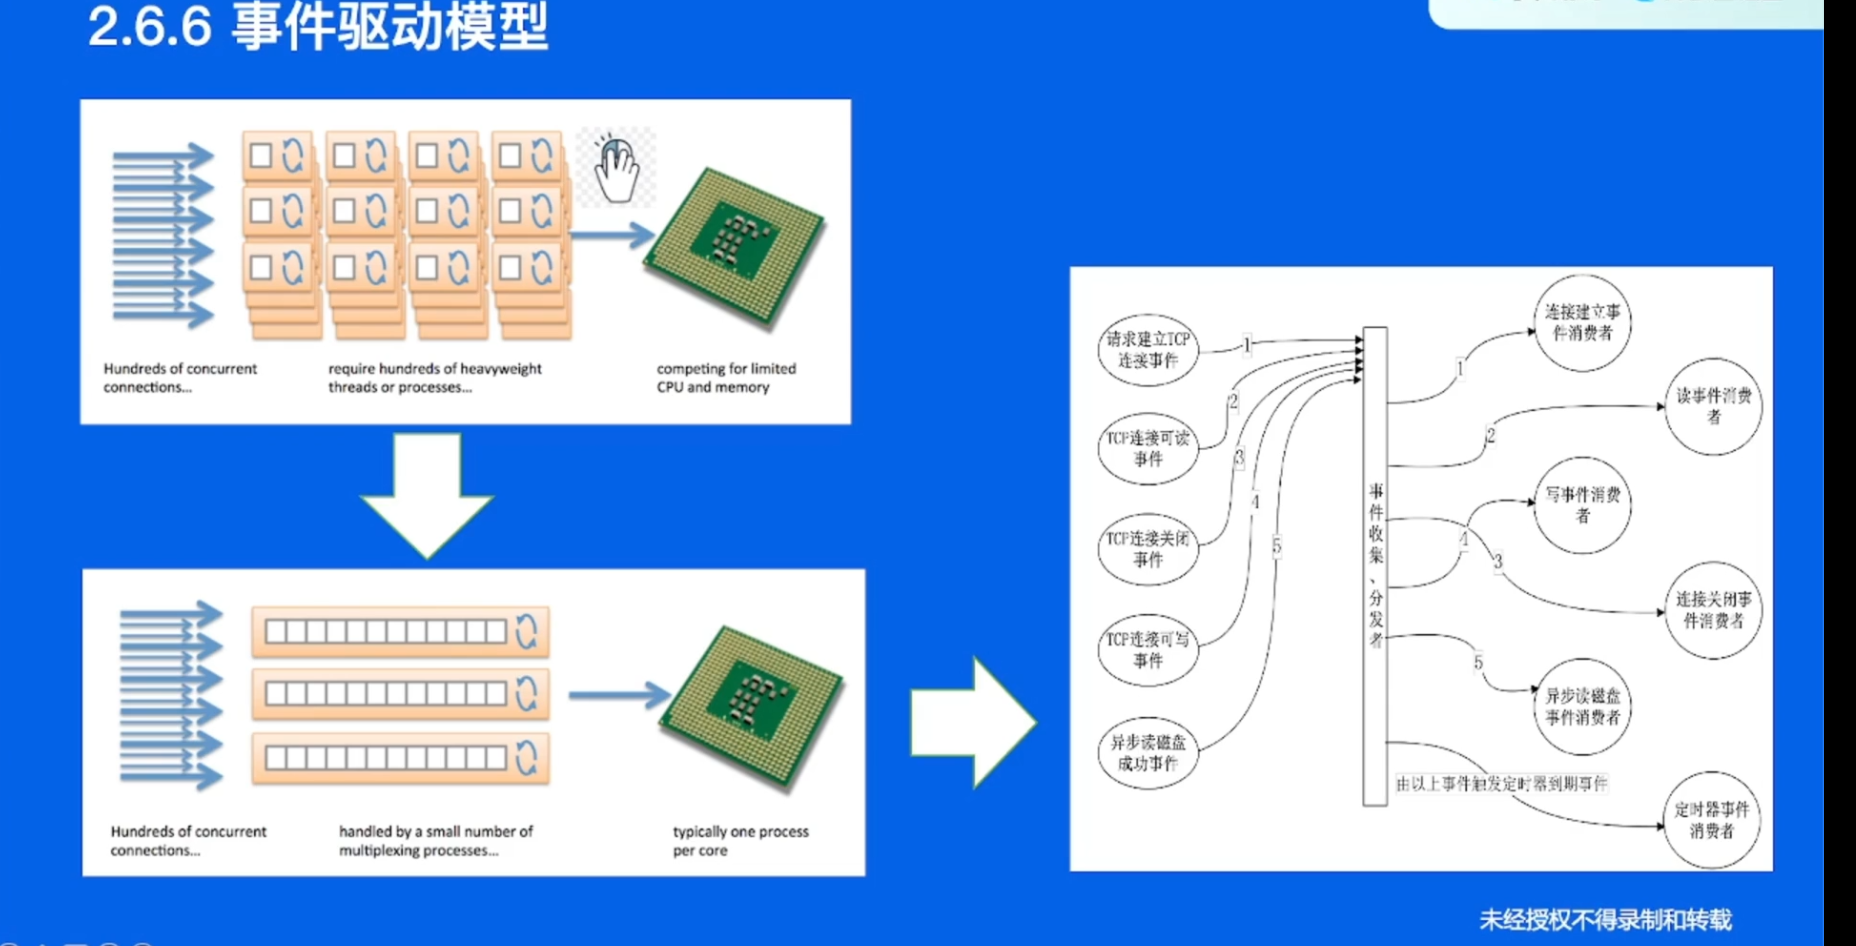 2.6.6 事件驱动模型
Hundreds of concurrent
connections...
require hundreds of heavyweight
threads or processes...
competing for limited
CPU and memory
Hundreds of concurrent
connections...
handled by a small number of
multiplexing processes...
typically one process
per core
请求建立TCP
连接事件
TCP连接可读
事件
TCP连接关闭
事件
TCP连接可写
事件
异步读磁盘
成功事件
1
2
3
4
5
事件收集、分发者
1
2
4
3
5
由以上事件触发定时器到期事件
连接建立事
件消费者
读事件消费
者
写事件消费
者
连接关闭事
件消费者
异步读磁盘
事件消费者
定时器事件
消费者
未经授权不得录制和转载